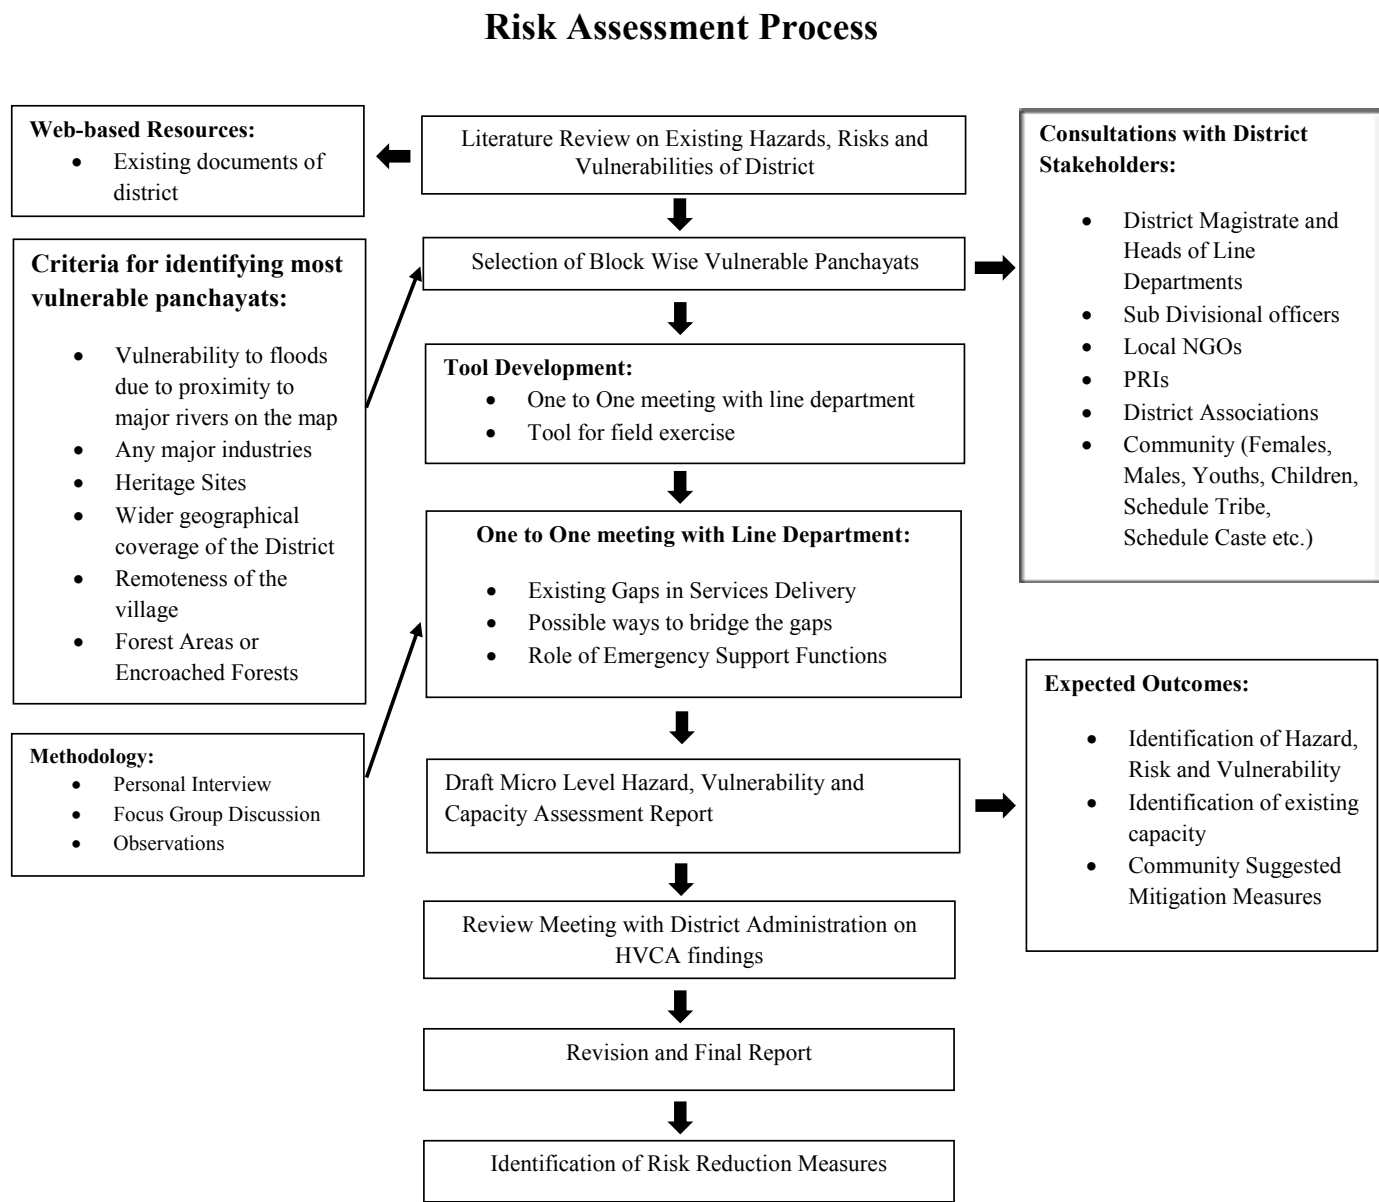 Risk Assessment Process
Web-based Resources:
• Existing documents of
district
Literature Review on Existing Hazards, Risks and
Vulnerabilities of District
Consultations with District
Stakeholders:
• District Magistrate and
Heads of Line
Departments
• Sub Divisional officers
• Local NGOs
• PRIs
• District Associations
• Community (Females,
Males, Youths, Children,
Schedule Tribe,
Schedule Caste etc.)
Criteria for identifying most
vulnerable panchayats:
• Vulnerability to floods
due to proximity to
major rivers on the map
• Any major industries
• Heritage Sites
• Wider geographical
coverage of the District
• Remoteness of the
village
• Forest Areas or
Encroached Forests
Selection of Block Wise Vulnerable Panchayats
Tool Development:
• One to One meeting with line department
• Tool for field exercise
One to One meeting with Line Department:
• Existing Gaps in Services Delivery
• Possible ways to bridge the gaps
• Role of Emergency Support Functions
Methodology:
• Personal Interview
• Focus Group Discussion
• Observations
Draft Micro Level Hazard, Vulnerability and
Capacity Assessment Report
Expected Outcomes:
• Identification of Hazard,
Risk and Vulnerability
• Identification of existing
capacity
• Community Suggested
Mitigation Measures
Review Meeting with District Administration on
HVCA findings
Revision and Final Report
Identification of Risk Reduction Measures